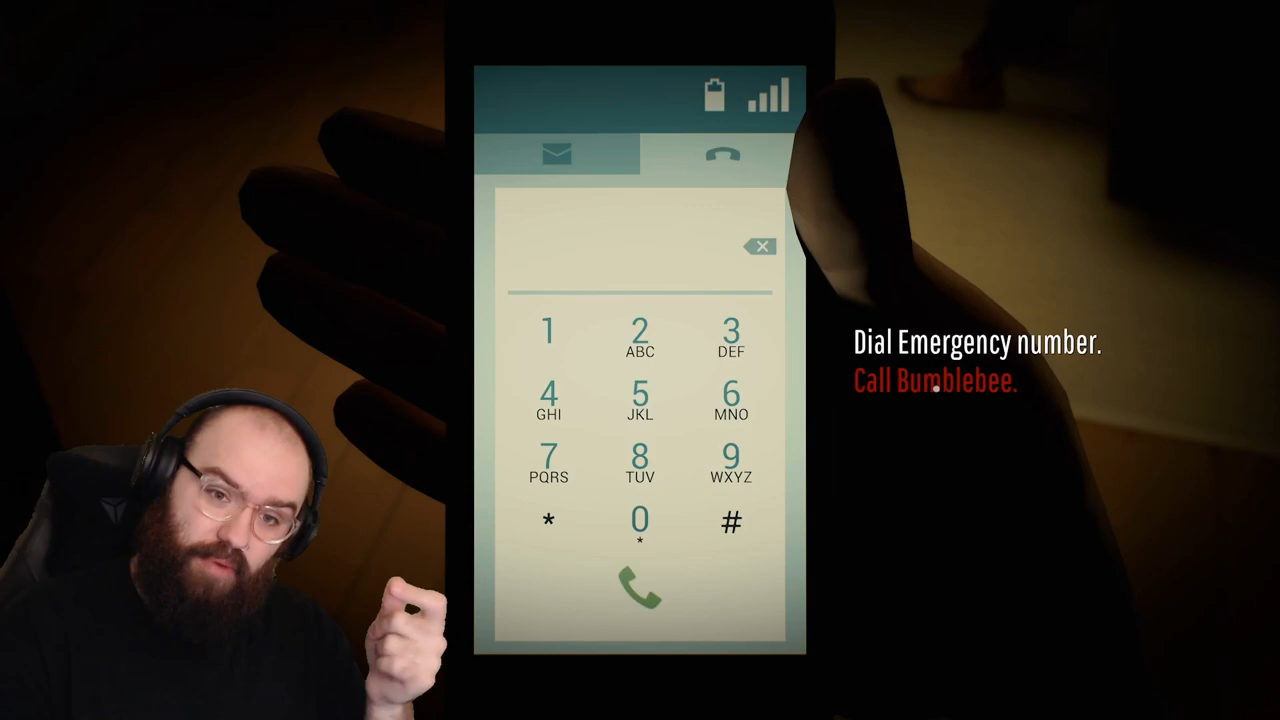 1 2 3
ABC DEF
4 5 6
GHI JKL MNO
7 8 9
PQRS TUV WXYZ
* 0 #
*
Dial Emergency number.
Call Bumblebee.